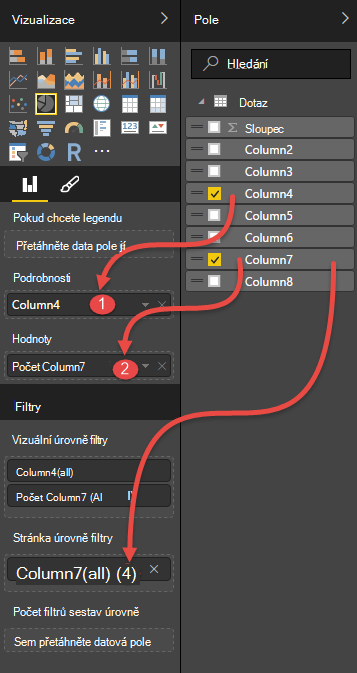 Vizualizace
R
123
Pokud chcete legendu
Přetáhněte data pole jí
Podrobnosti
Column4
1
Hodnoty
Počet Column7
2
Filtry
Vizuální úrovně filtry
Column4(all)
Počet Column7 (Al
Stránka úrovně filtry
Column7(all) (4)
Počet filtrů sestav úrovně
Sem přetáhněte datová pole
Pole
Hledání
Dotaz
Σ Sloupec
Column2
Column3
Column4
Column5
Column6
Column7
Column8